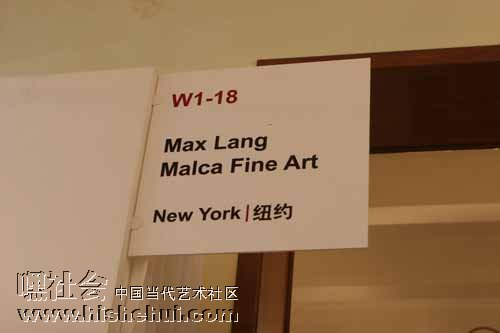 W1-18
Max Lang
Malca Fine Art
New York | 纽约
嘿社会 中国当代艺术社区
www.hishehui.com